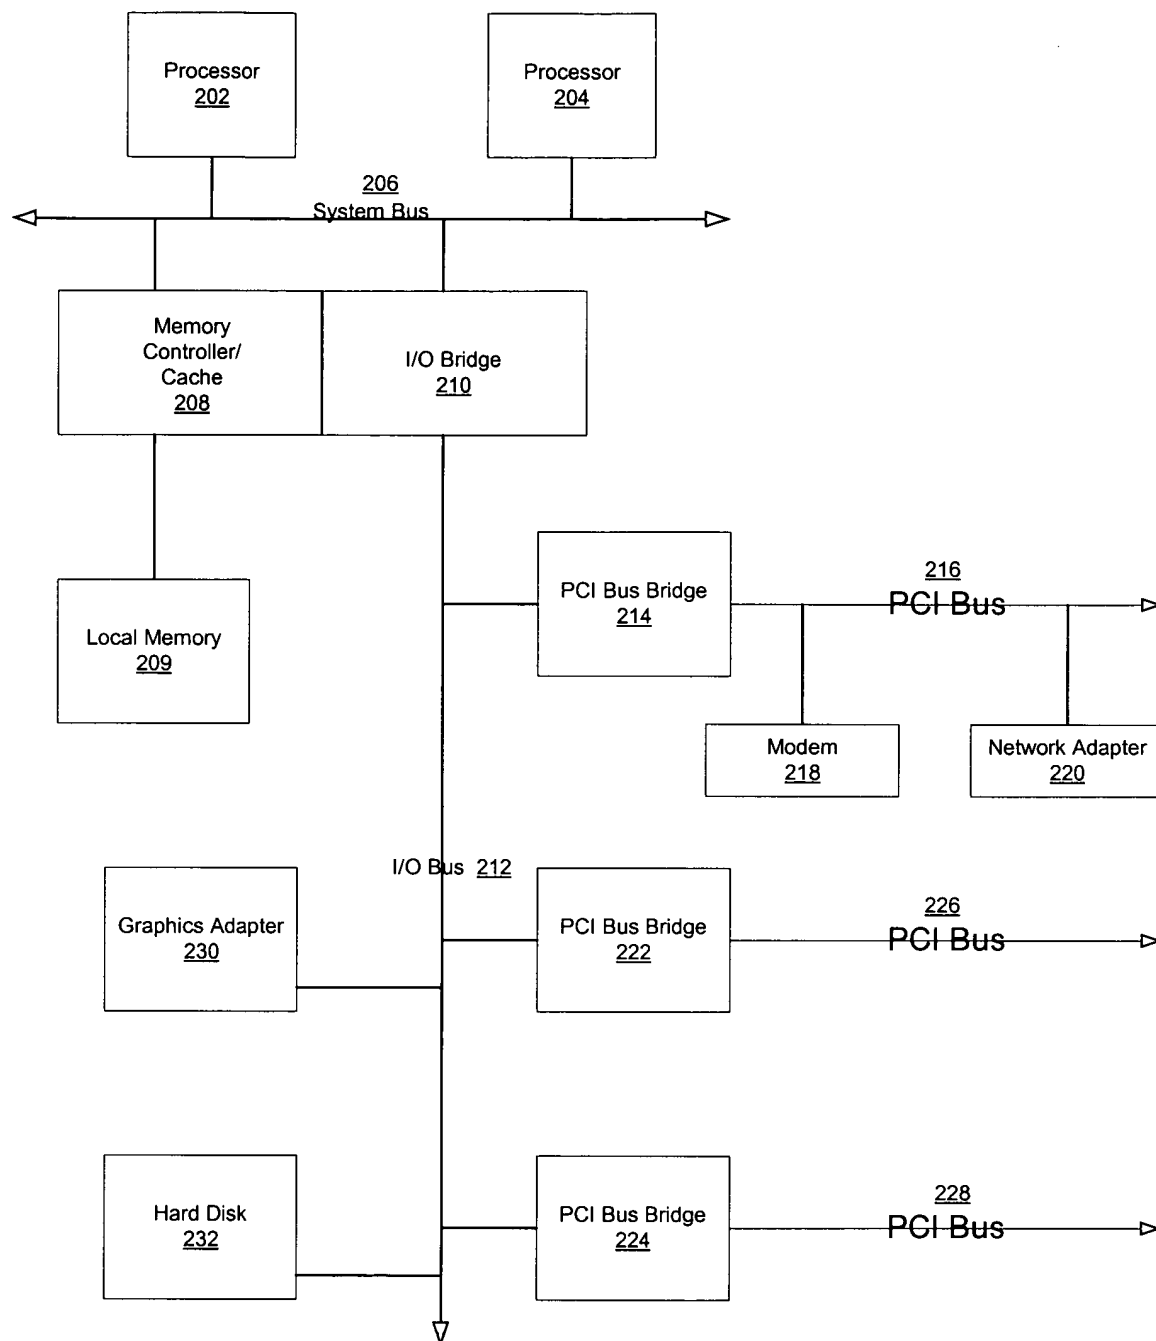 Processor
202
Processor
204
206
System Bus
Memory
Controller/
Cache
208
I/O Bridge
210
PCI Bus Bridge
214
216
PCI Bus
Local Memory
209
Modem
218
Network Adapter
220
I/O Bus 212
Graphics Adapter
230
PCI Bus Bridge
222
226
PCI Bus
Hard Disk
232
PCI Bus Bridge
224
228
PCI Bus